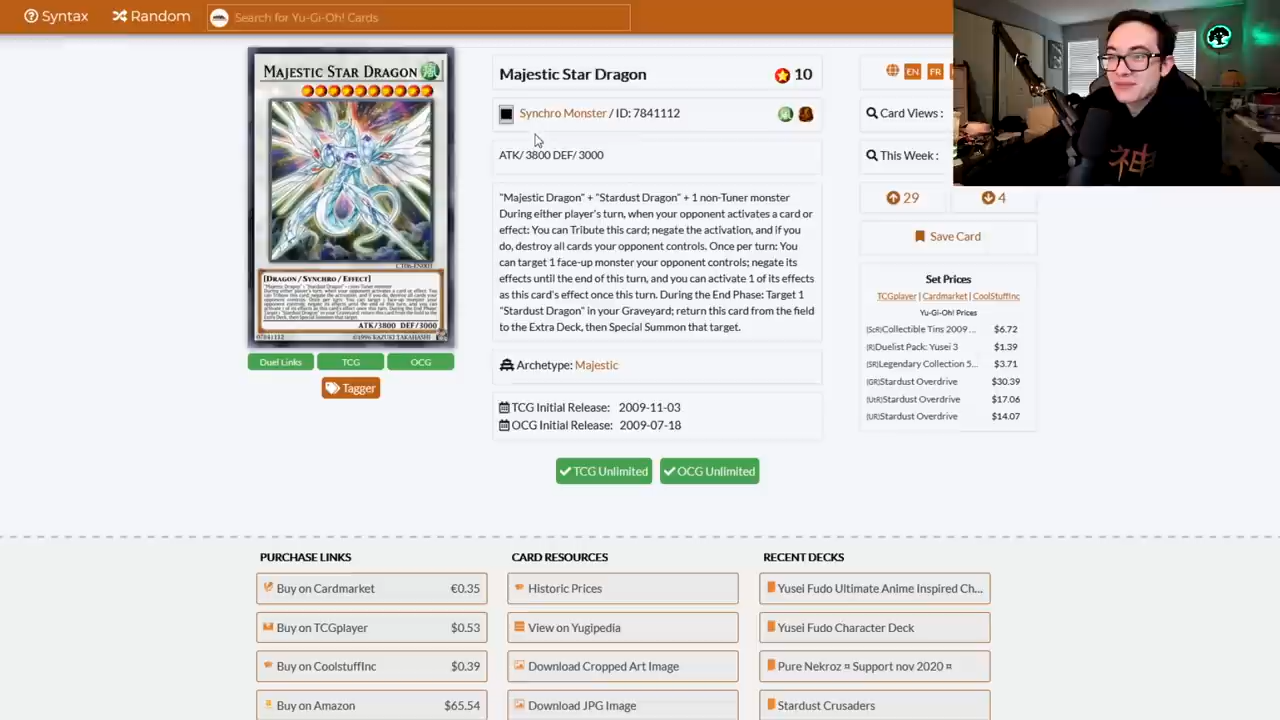 Syntax
Random
Search for Yu-Gi-Oh! Cards
MAJESTIC STAR DRAGON
[DRAGON / SYNCHRO / EFFECT]
ATK/3800 DEF/3000
Duel Links
TCG
OCG
Tagger
Majestic Star Dragon
10
Synchro Monster / ID: 7841112
ATK/ 3800 DEF/ 3000
"Majestic Dragon" + "Stardust Dragon" + 1 non-Tuner monster
During either player's turn, when your opponent activates a card or
effect: You can Tribute this card; negate the activation, and if you
do, destroy all cards your opponent controls. Once per turn: You
can target 1 face-up monster your opponent controls; negate its
effects until the end of this turn, and you can activate 1 of its effects
as this card's effect once this turn. During the End Phase: Target 1
"Stardust Dragon" in your Graveyard; return this card from the field
to the Extra Deck, then Special Summon that target.
Archetype: Majestic
TCG Initial Release: 2009-11-03
OCG Initial Release: 2009-07-18
TCG Unlimited
OCG Unlimited
EN
FR
Card Views :
This Week :
29
4
Save Card
Set Prices
TCGplayer | Cardmarket | CoolStuffInc
Yu-Gi-Oh! Prices
(ScR)Collectible Tins 2009 ... $6.72
(R)Duelist Pack: Yusei 3 $1.39
(SR)Legendary Collection 5... $3.71
(GR)Stardust Overdrive $30.39
(UtR)Stardust Overdrive $17.06
(UR)Stardust Overdrive $14.07
神
PURCHASE LINKS
Buy on Cardmarket €0.35
Buy on TCGplayer $0.53
Buy on CoolstuffInc $0.39
Buy on Amazon $65.54
CARD RESOURCES
Historic Prices
View on Yugipedia
Download Cropped Art Image
Download JPG Image
RECENT DECKS
Yusei Fudo Ultimate Anime Inspired Ch...
Yusei Fudo Character Deck
Pure Nekroz ¤ Support nov 2020 ¤
Stardust Crusaders